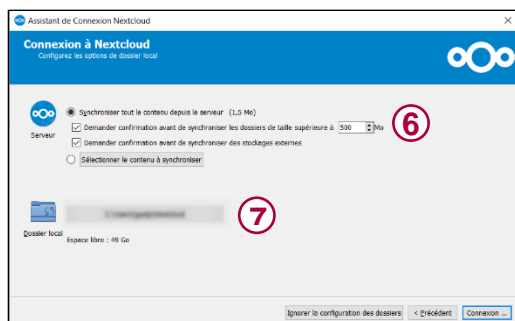 Assistant de Connexion Nextcloud
Connexion à Nextcloud
Configurez les options de dossier local
Serveur
Synchroniser tout le contenu depuis le serveur (1,5 Mo)
Demander confirmation avant de synchroniser les dossiers de taille supérieure à 500 Mo
6
Demander confirmation avant de synchroniser des stockages externes
Sélectionner le contenu à synchroniser
7
Dossier local
Espace libre : 49 Go
Ignorer la configuration des dossiers < Précédent Connexion ...